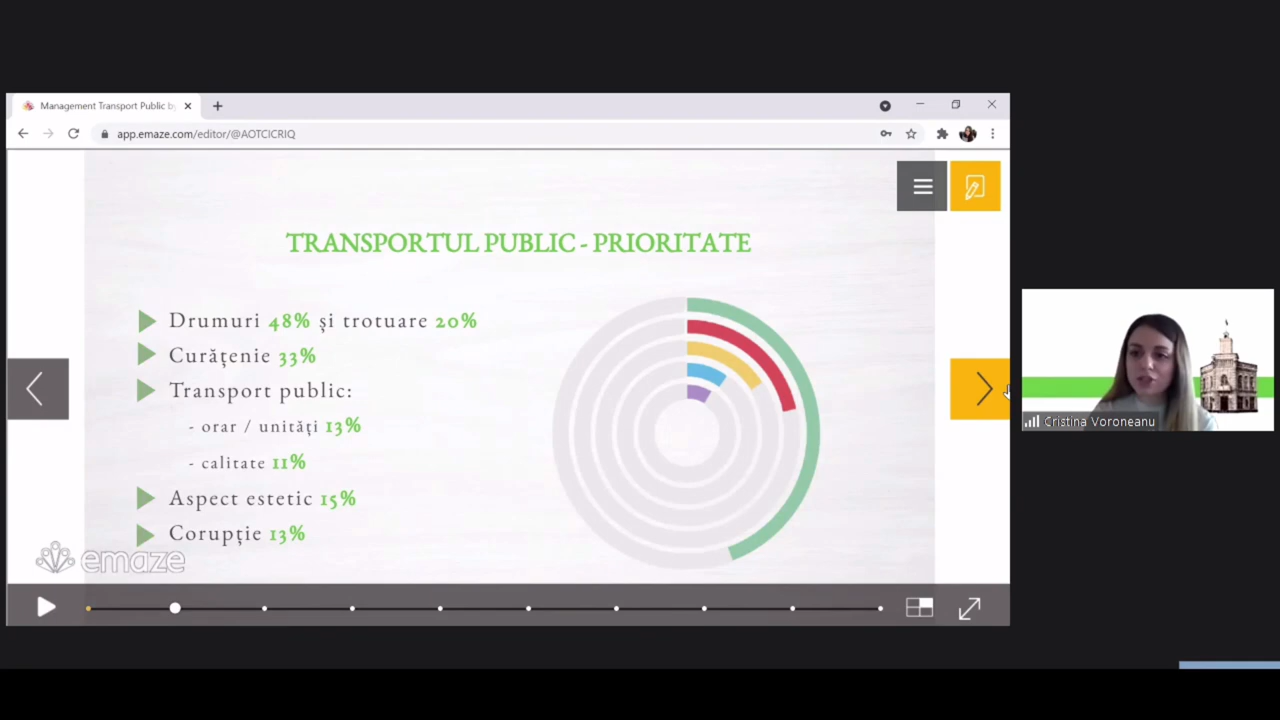 Management Transport Public by
app.emaze.com/editor/@AOTCICRIQ
TRANSPORTUL PUBLIC - PRIORITATE
Drumuri 48% și trotuare 20%
Curățenie 33%
Transport public:
- orar / unități 13%
- calitate 11%
Aspect estetic 15%
Corupție 13%
emaze
Cristina Voroneanu